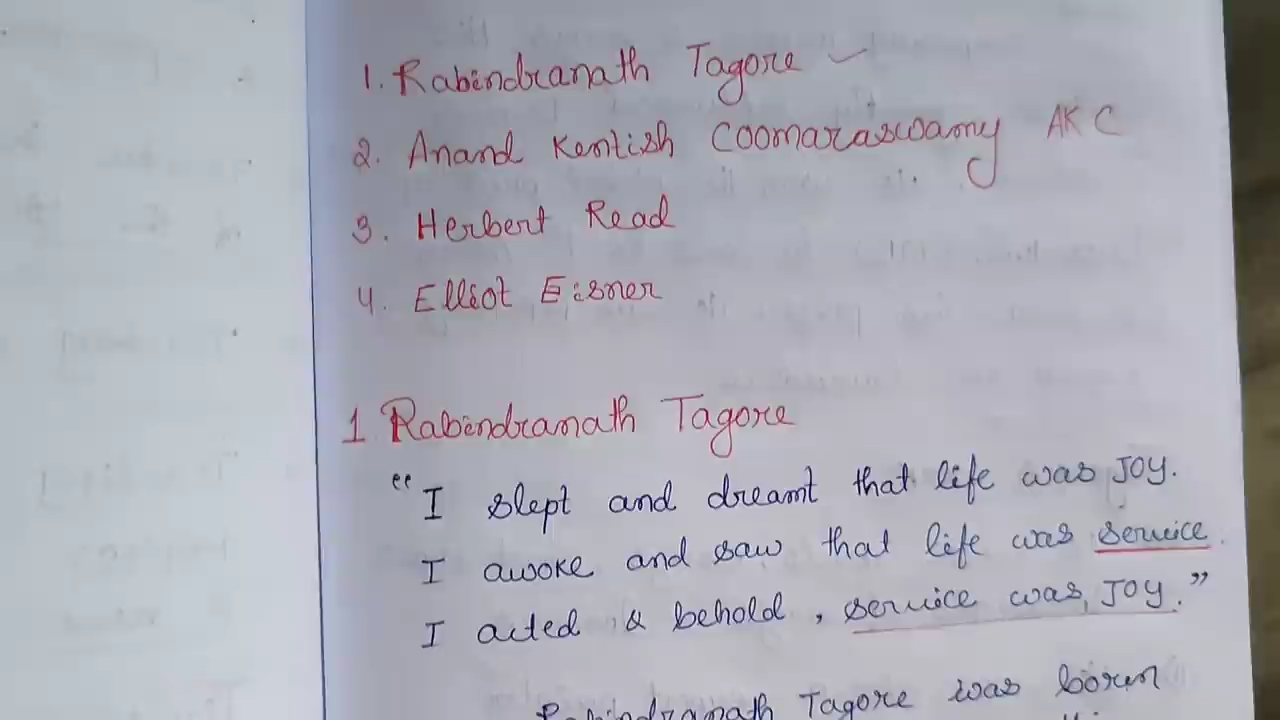 1. Rabindranath Tagore
2. Anand Kentish Coomaraswamy AKC
3. Herbert Read
4. Elliot Eisner
1 Rabindranath Tagore
"I slept and dreamt that life was JOY.
I awoke and saw that life was service.
I acted & behold, service was JOY."
Rabindranath Tagore was born